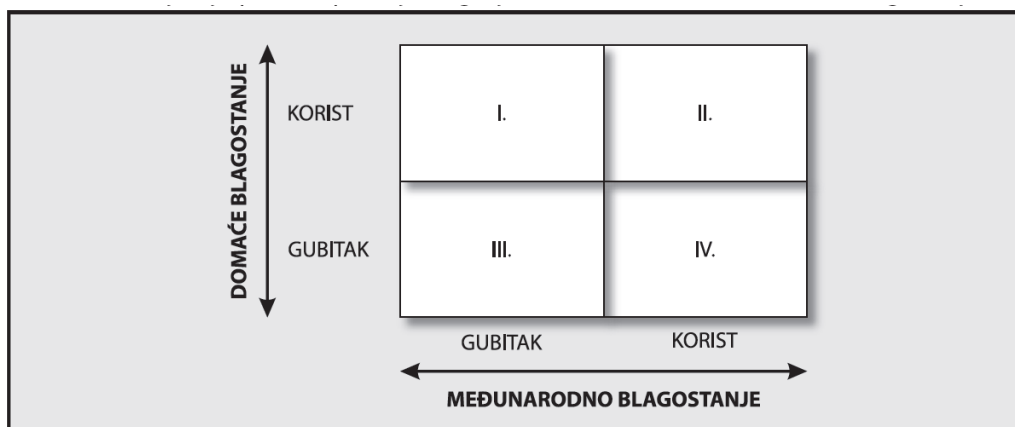 DOMAĆE BLAGOSTANJE
KORIST
I.
II.
GUBITAK
III.
IV.
GUBITAK
KORIST
MEĐUNARODNO BLAGOSTANJE